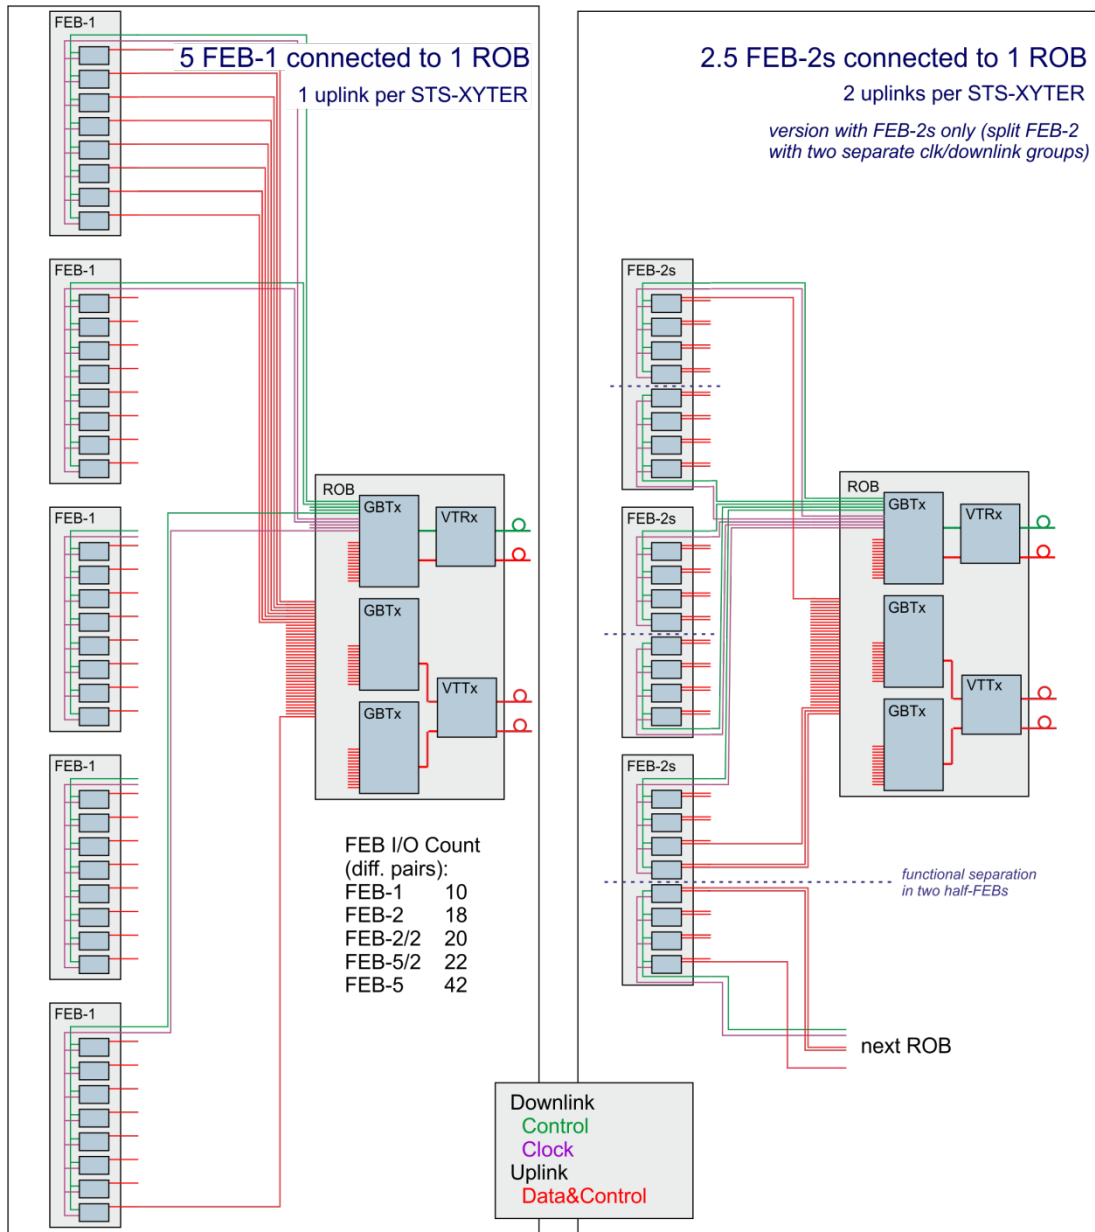 FEB-1
5 FEB-1 connected to 1 ROB
1 uplink per STS-XYTER
FEB-1
FEB-1
FEB-1
FEB-1
ROB
GBTx
VTRx
GBTx
GBTx
VTTx
FEB I/O Count
(diff. pairs):
FEB-1 10
FEB-2 18
FEB-2/2 20
FEB-5/2 22
FEB-5 42
2.5 FEB-2s connected to 1 ROB
2 uplinks per STS-XYTER
version with FEB-2s only (split FEB-2
with two separate clk/downlink groups)
FEB-2s
FEB-2s
FEB-2s
ROB
GBTx
VTRx
GBTx
GBTx
VTTx
functional separation
in two half-FEBs
next ROB
Downlink
Control
Clock
Uplink
Data&Control